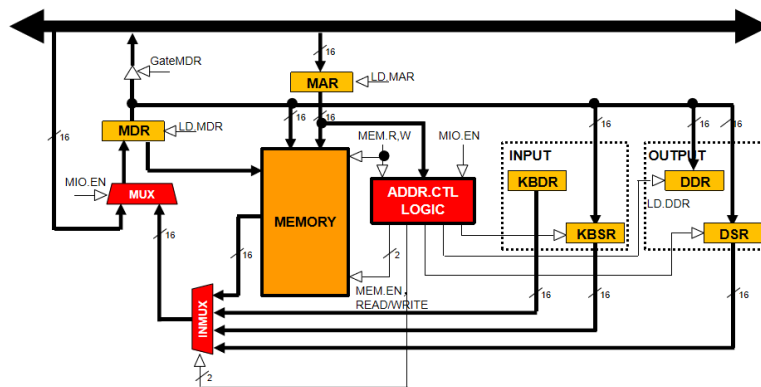 16
GateMDR
MAR
LD.MAR
16
16
MDR
LD.MDR
16
MEM.R,W
MIO.EN
16
16
16
INPUT
OUTPUT
MIO.EN
MUX
MEMORY
ADDR.CTL
LOGIC
KBDR
DDR
LD.DDR
KBSR
DSR
16
16
2
MEM.EN,
READ/WRITE
INMUX
16
16
16
2